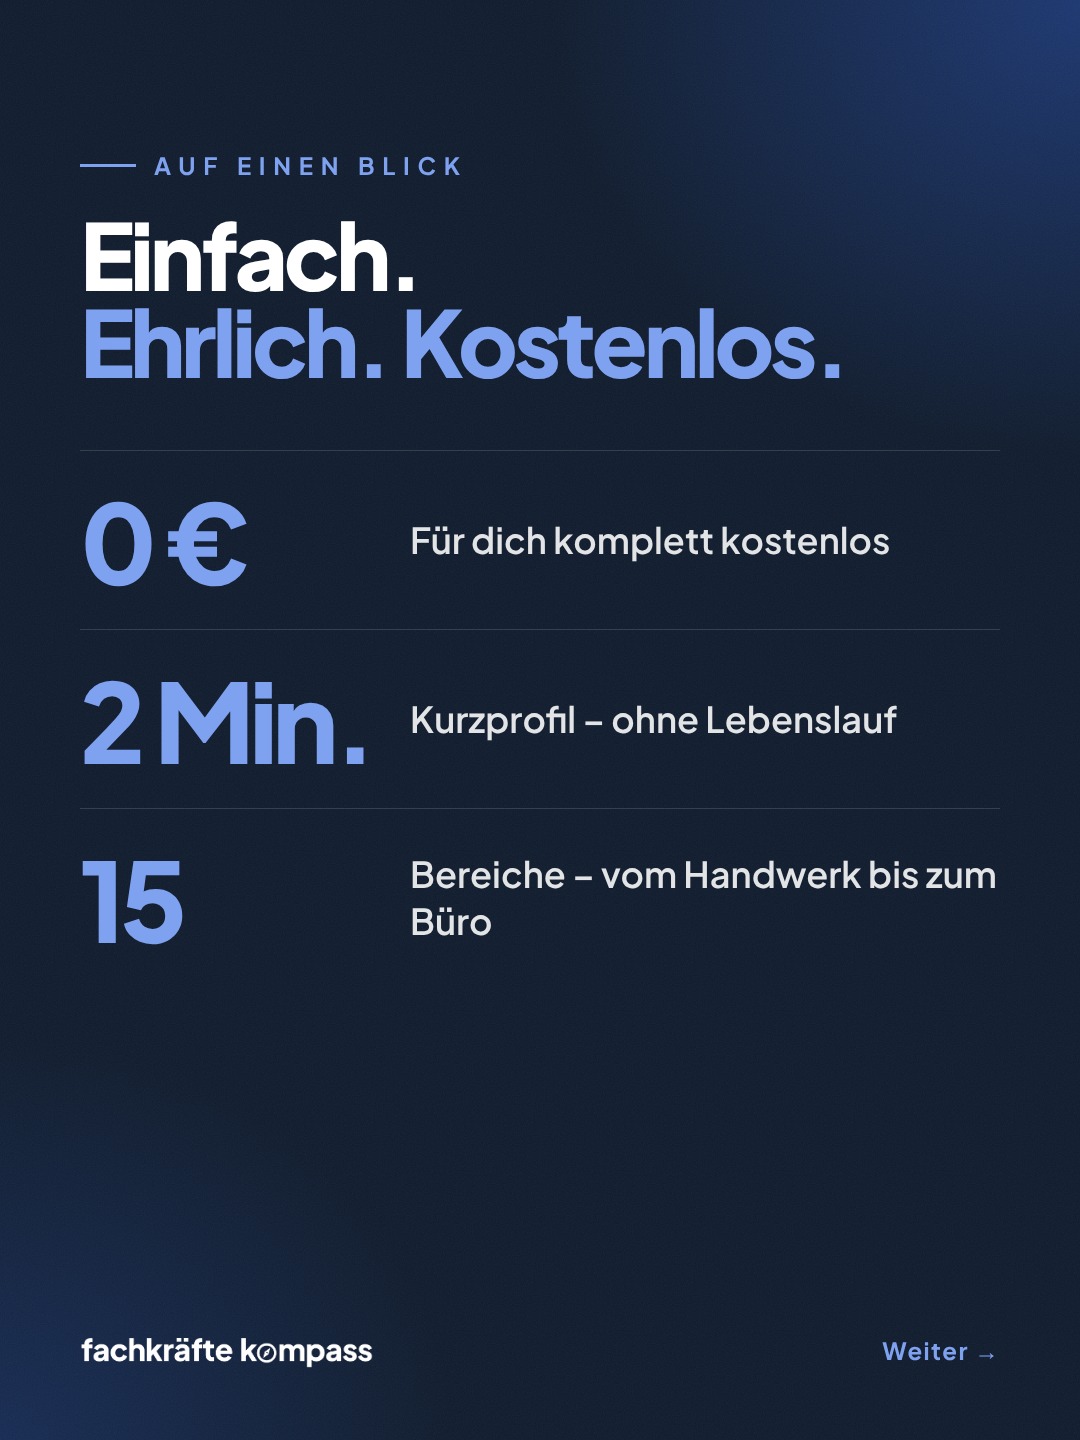 AUF EINEN BLICK
Einfach.
Ehrlich. Kostenlos.
0 €
Für dich komplett kostenlos
2 Min.
Kurzprofil – ohne Lebenslauf
15
Bereiche – vom Handwerk bis zum
Büro
fachkräfte kompass
Weiter →